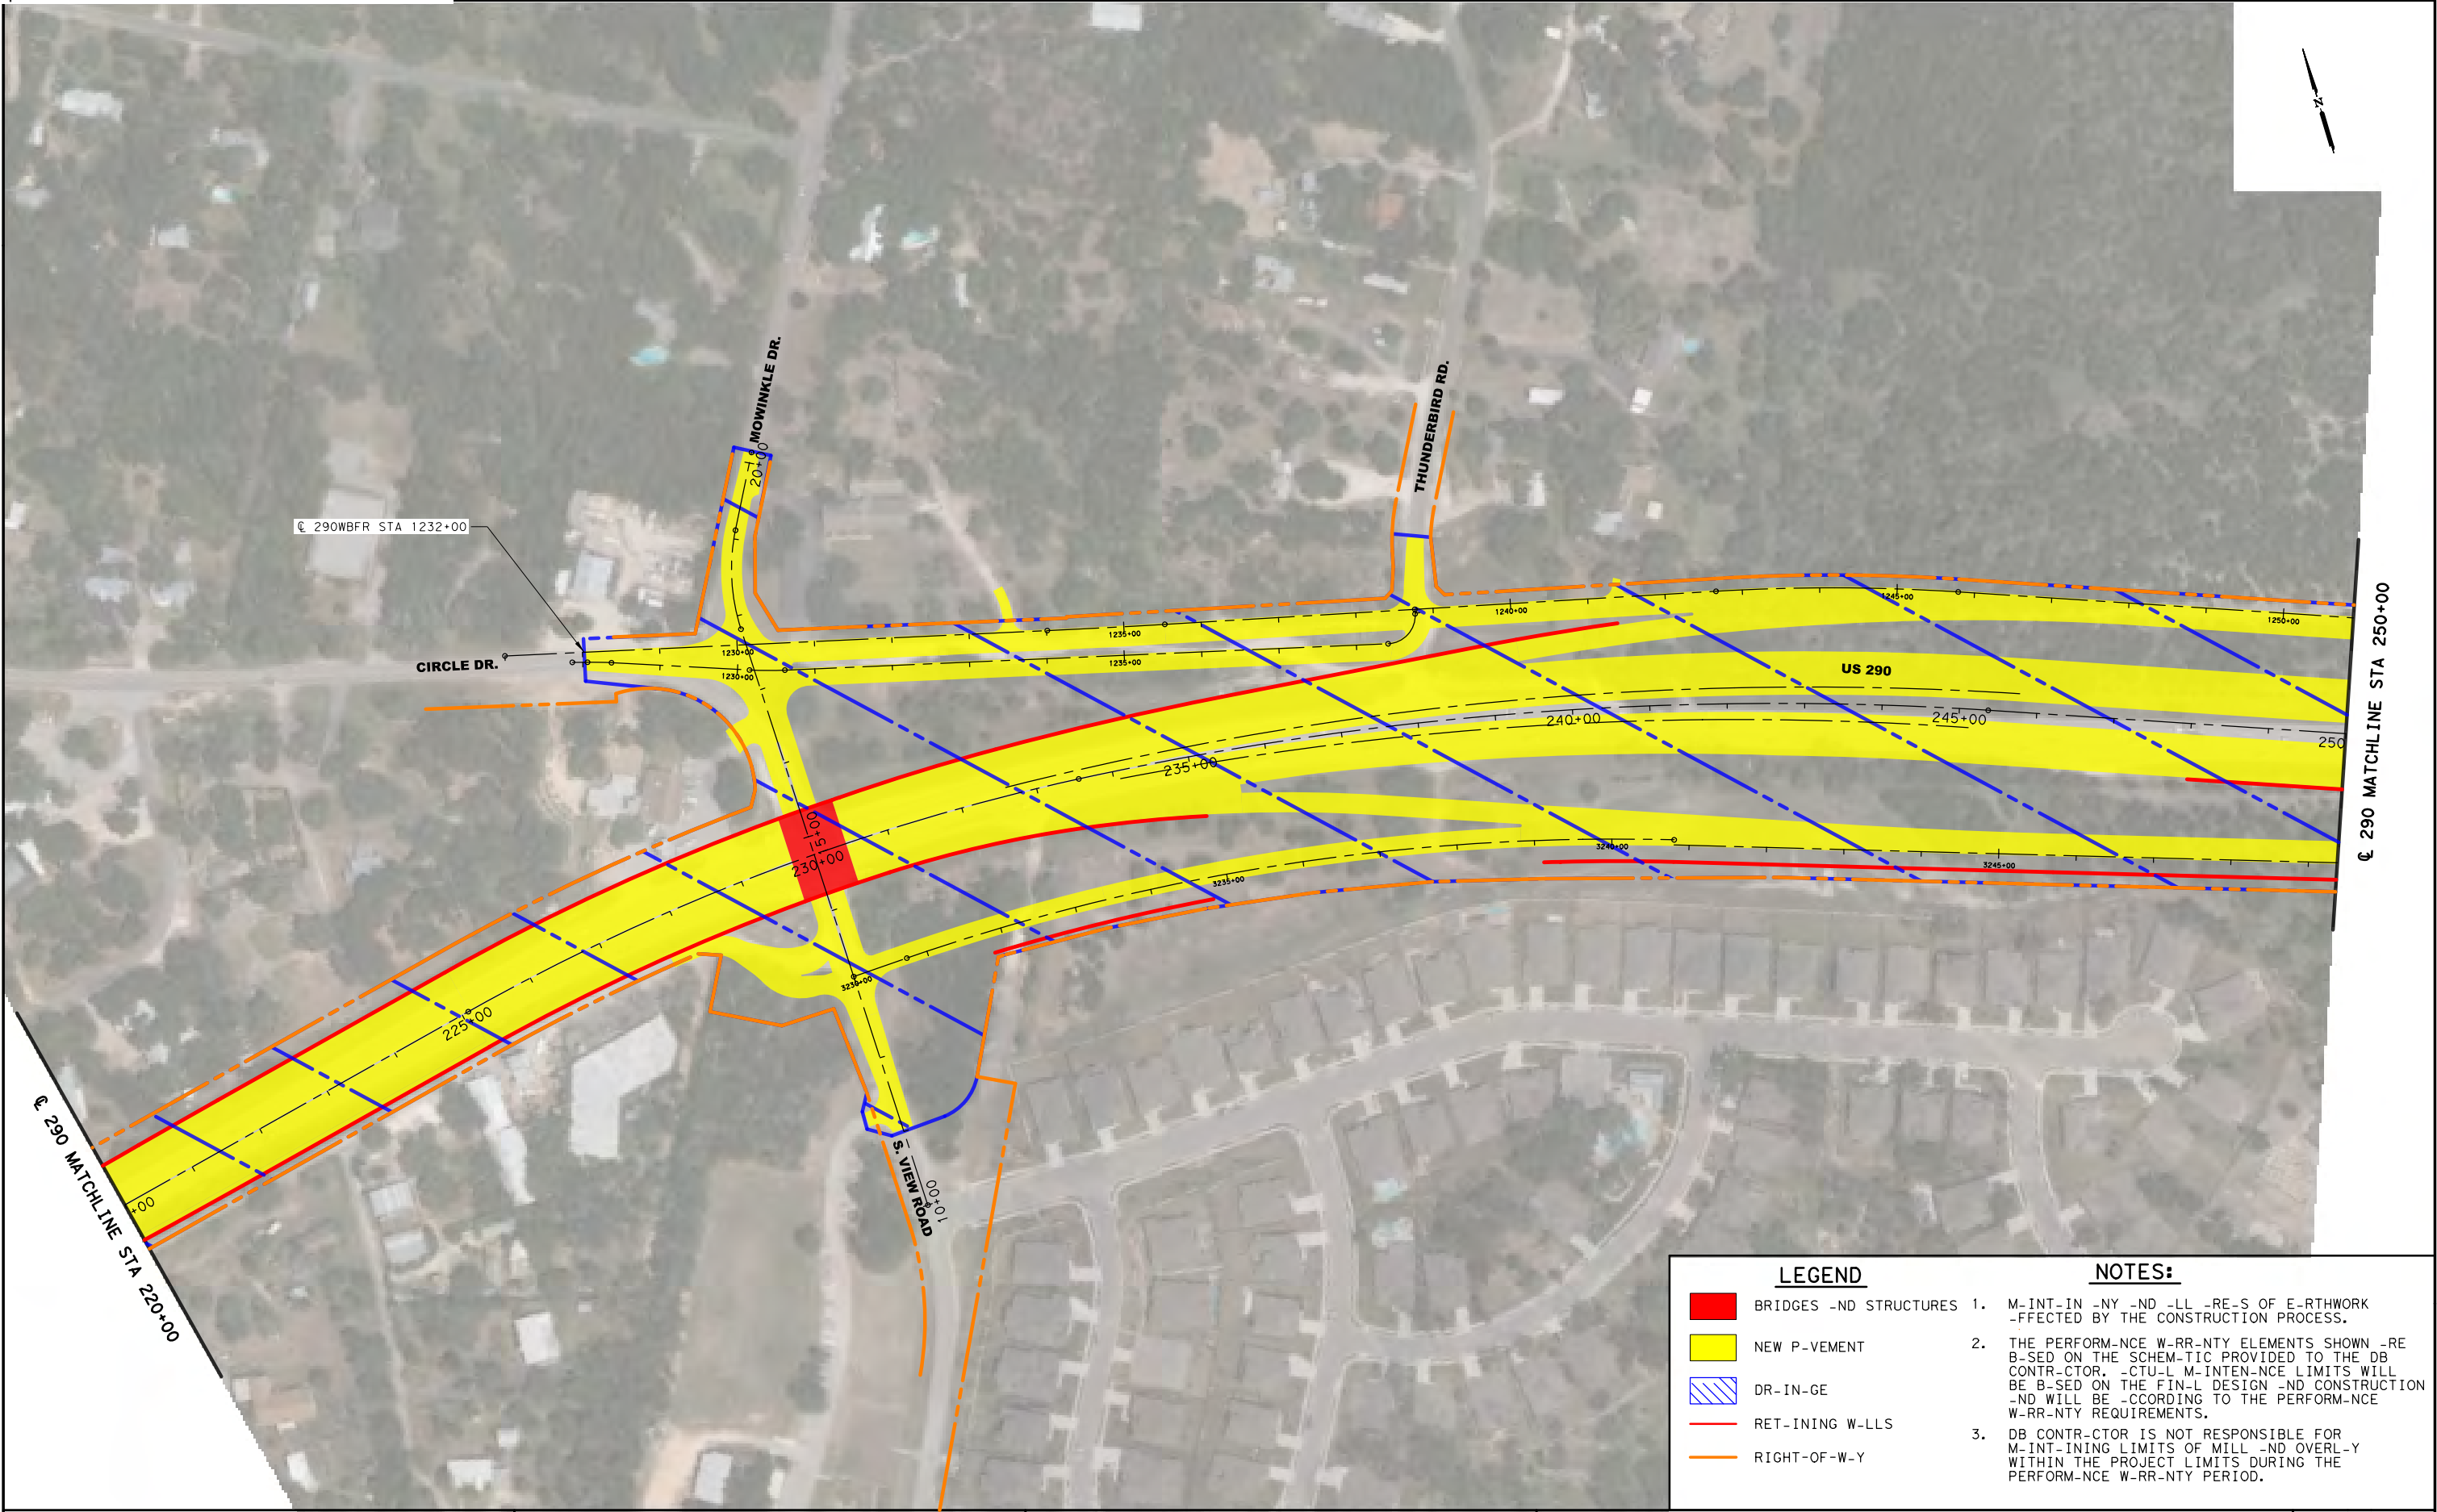 N
MOWINKLE DR.
20+00
THUNDERBIRD RD.
℄ 290WBFR STA 1232+00
CIRCLE DR.
1230+00
1235+00
1240+00
1245+00
1250+00
1230+00
1235+00
US 290
℄ 290 MATCHLINE STA 250+00
225+00
230+00
235+00
240+00
245+00
250
15+00
3230+00
3235+00
3240+00
3245+00
+00
℄ 290 MATCHLINE STA 220+00
S. VIEW ROAD
10+00
LEGEND
BRIDGES -ND STRUCTURES
NEW P-VEMENT
DR-IN-GE
RET-INING W-LLS
RIGHT-OF-W-Y
NOTES:
1. M-INT-IN -NY -ND -LL -RE-S OF E-RTHWORK
-FFECTED BY THE CONSTRUCTION PROCESS.
2. THE PERFORM-NCE W-RR-NTY ELEMENTS SHOWN -RE
B-SED ON THE SCHEM-TIC PROVIDED TO THE DB
CONTR-CTOR. -CTU-L M-INTEN-NCE LIMITS WILL
BE B-SED ON THE FIN-L DESIGN -ND CONSTRUCTION
-ND WILL BE -CCORDING TO THE PERFORM-NCE
W-RR-NTY REQUIREMENTS.
3. DB CONTR-CTOR IS NOT RESPONSIBLE FOR
M-INT-INING LIMITS OF MILL -ND OVERL-Y
WITHIN THE PROJECT LIMITS DURING THE
PERFORM-NCE W-RR-NTY PERIOD.